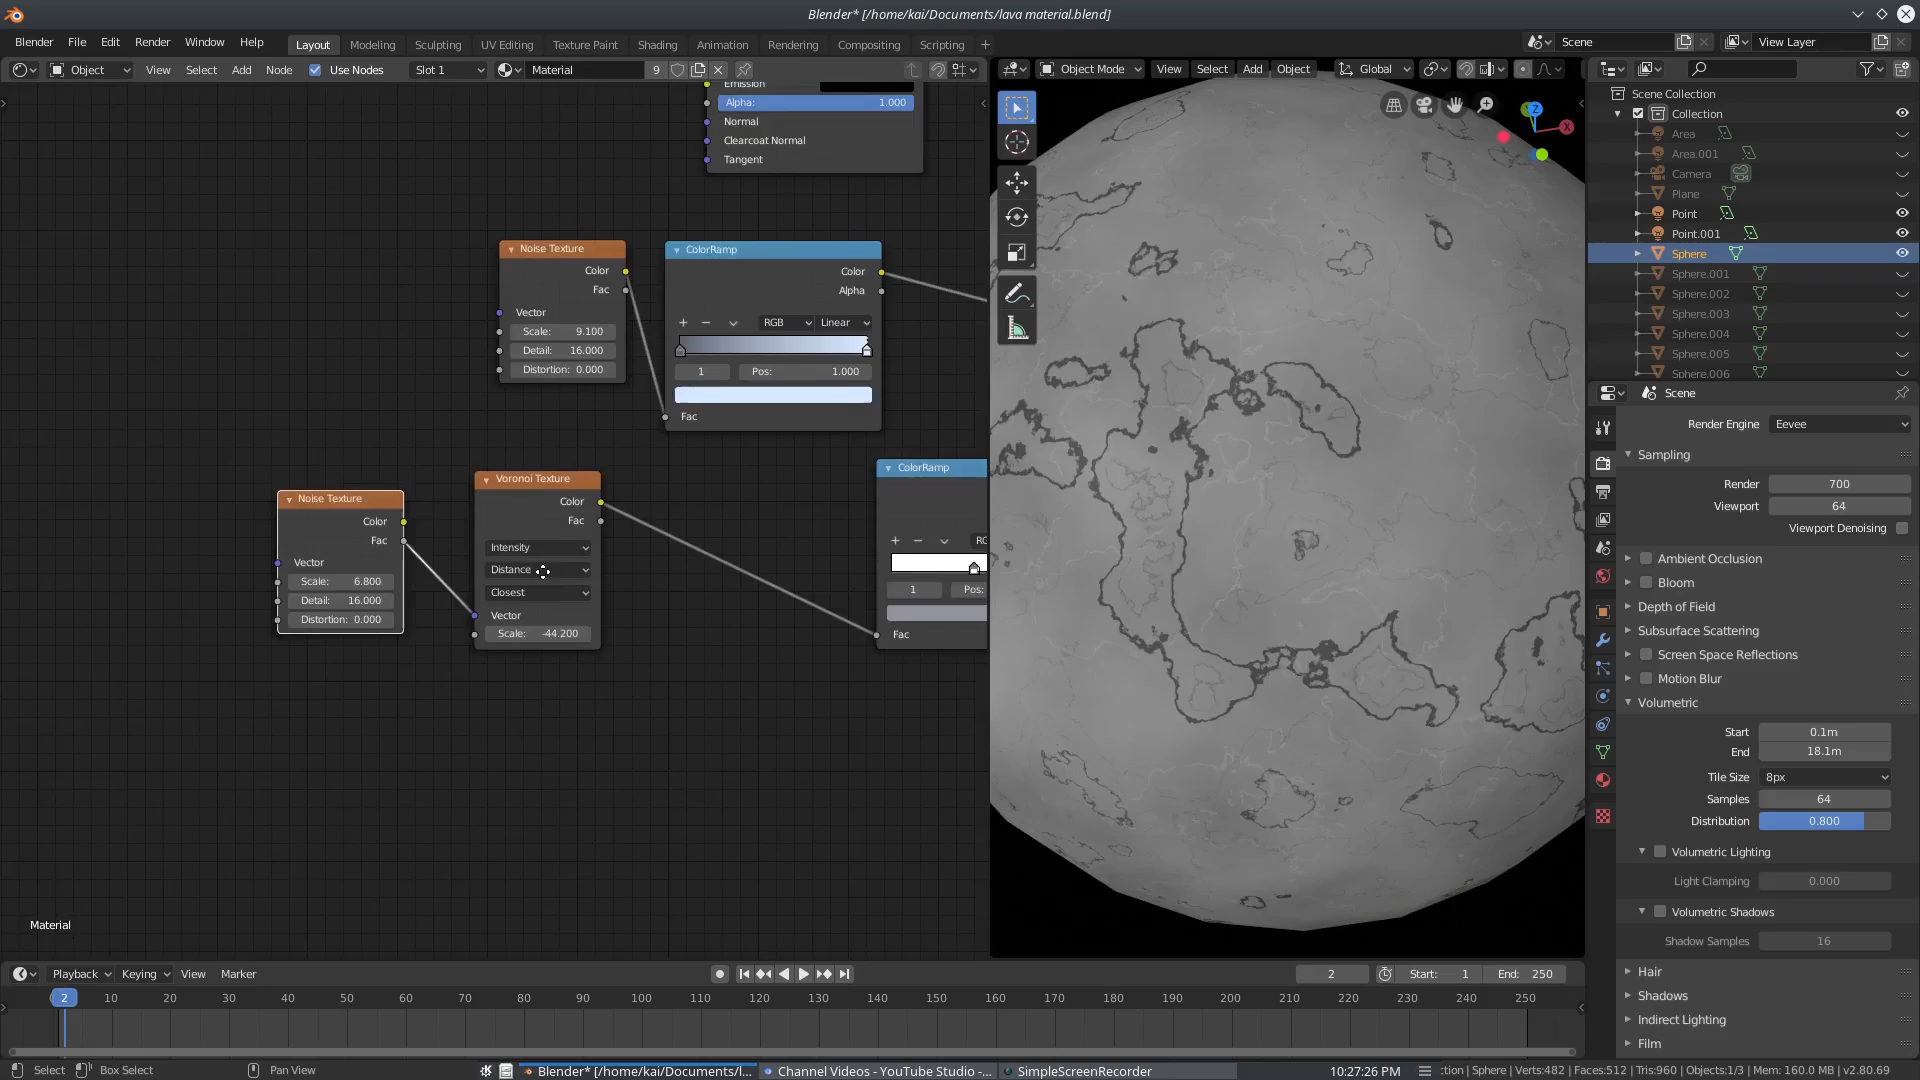 Blender* [/home/kai/Documents/lava material.blend]
Blender File Edit Render Window Help Layout Modeling Sculpting UV Editing Texture Paint Shading Animation Rendering Compositing Scripting + Scene View Layer
Object View Select Add Node Use Nodes Slot 1 Material 9
Object Mode View Select Add Object Global
Emission
Alpha: 1.000
Normal
Clearcoat Normal
Tangent
Noise Texture
Color
Fac
Vector
Scale: 9.100
Detail: 16.000
Distortion: 0.000
ColorRamp
Color
Alpha
RGB Linear
1 Pos: 1.000
Fac
Noise Texture
Color
Fac
Vector
Scale: 6.800
Detail: 16.000
Distortion: 0.000
Voronoi Texture
Color
Fac
Intensity
Distance
Closest
Vector
Scale: -44.200
ColorRamp
RG
1 Pos:
Fac
Material
Z
X
Scene Collection
Collection
Area
Area.001
Camera
Plane
Point
Point.001
Sphere
Sphere.001
Sphere.002
Sphere.003
Sphere.004
Sphere.005
Sphere.006
Scene
Render Engine Eevee
Sampling
Render 700
Viewport 64
Viewport Denoising
Ambient Occlusion
Bloom
Depth of Field
Subsurface Scattering
Screen Space Reflections
Motion Blur
Volumetric
Start 0.1m
End 18.1m
Tile Size 8px
Samples 64
Distribution 0.800
Volumetric Lighting
Light Clamping 0.000
Volumetric Shadows
Shadow Samples 16
Hair
Shadows
Indirect Lighting
Film
Playback Keying View Marker 2 Start: 1 End: 250
2 10 20 30 40 50 60 70 80 90 100 110 120 130 140 150 160 170 180 190 200 210 220 230 240 250
Select Box Select Pan View Blender* [/home/kai/Documents/l... Channel Videos - YouTube Studio -... SimpleScreenRecorder 10:27:26 PM :tion | Sphere | Verts:482 | Faces:512 | Tris:960 | Objects:1/3 | Mem: 160.0 MB | v2.80.69